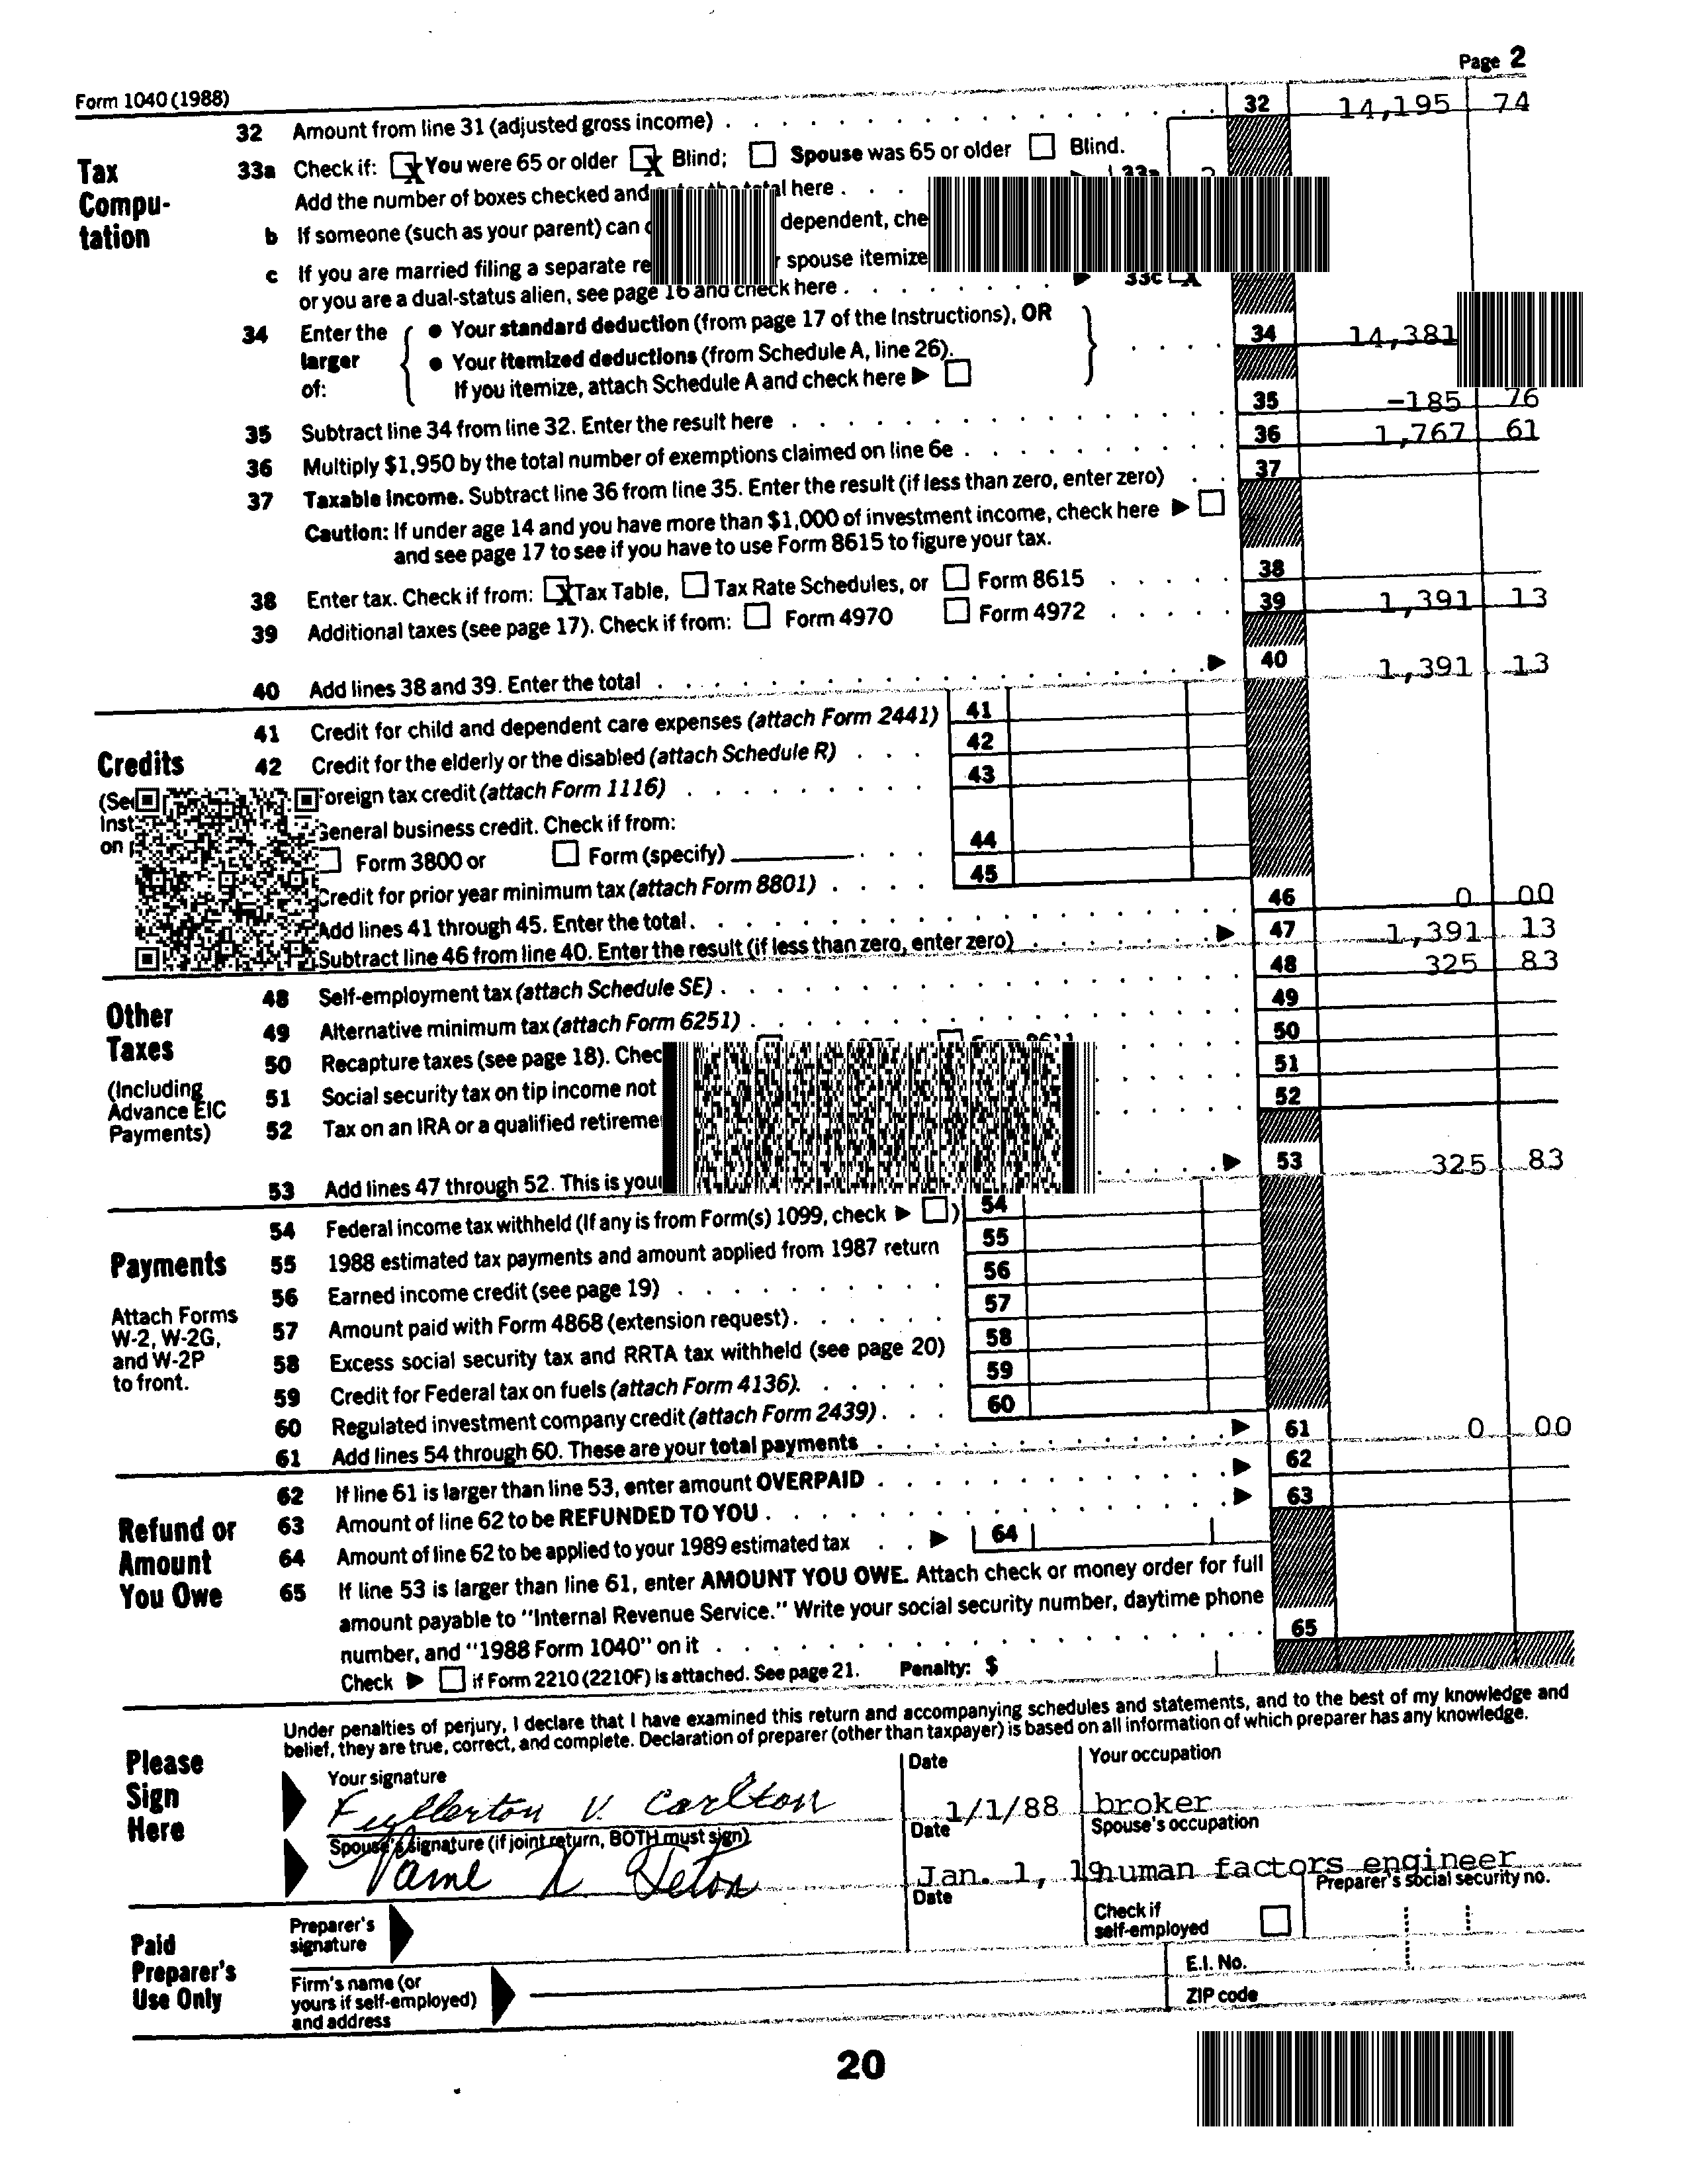 Form 1040 (1988)
Page 2
32 Amount from line 31 (adjusted gross income) 32 14,195 74
Tax Compu-tation
33a Check if: X You were 65 or older X Blind; Spouse was 65 or older Blind.
Add the number of boxes checked and total here 33a
b If someone (such as your parent) can dependent, che
c If you are married filing a separate re spouse itemize
or you are a dual-status alien, see page 16 and check here 33c X
34 Enter the larger of: { • Your standard deduction (from page 17 of the Instructions), OR
• Your itemized deductions (from Schedule A, line 26).
If you itemize, attach Schedule A and check here } 34 14,381
35 Subtract line 34 from line 32. Enter the result here 35 -185 76
36 Multiply $1,950 by the total number of exemptions claimed on line 6e 36 1,767 61
37 Taxable income. Subtract line 36 from line 35. Enter the result (if less than zero, enter zero) 37
Caution: If under age 14 and you have more than $1,000 of investment income, check here
and see page 17 to see if you have to use Form 8615 to figure your tax.
38 Enter tax. Check if from: X Tax Table, Tax Rate Schedules, or Form 8615 38
39 Additional taxes (see page 17). Check if from: Form 4970 Form 4972 39 1,391 13
40 Add lines 38 and 39. Enter the total 40 1,391 13
Credits
(See
Inst
on
41 Credit for child and dependent care expenses (attach Form 2441) 41
42 Credit for the elderly or the disabled (attach Schedule R) 42
Foreign tax credit (attach Form 1116) 43
General business credit. Check if from:
Form 3800 or Form (specify) 44
Credit for prior year minimum tax (attach Form 8801) 45
Add lines 41 through 45. Enter the total. 46 0 00
Subtract line 46 from line 40. Enter the result (if less than zero, enter zero) 47 1,391 13
Other Taxes
(Including Advance EIC Payments)
48 Self-employment tax (attach Schedule SE) 48 325 83
49 Alternative minimum tax (attach Form 6251) 49
50 Recapture taxes (see page 18). Chec Form 8611 50
51 Social security tax on tip income not 51
52 Tax on an IRA or a qualified retireme 52
53 Add lines 47 through 52. This is your 53 325 83
Payments
Attach Forms W-2, W-2G, and W-2P to front.
54 Federal income tax withheld (If any is from Form(s) 1099, check ) 54
55 1988 estimated tax payments and amount applied from 1987 return 55
56 Earned income credit (see page 19) 56
57 Amount paid with Form 4868 (extension request) 57
58 Excess social security tax and RRTA tax withheld (see page 20) 58
59 Credit for Federal tax on fuels (attach Form 4136). 59
60 Regulated investment company credit (attach Form 2439) 60
61 Add lines 54 through 60. These are your total payments 61 0 00
Refund or Amount You Owe
62 If line 61 is larger than line 53, enter amount OVERPAID 62
63 Amount of line 62 to be REFUNDED TO YOU 63
64 Amount of line 62 to be applied to your 1989 estimated tax 64
65 If line 53 is larger than line 61, enter AMOUNT YOU OWE. Attach check or money order for full
amount payable to "Internal Revenue Service." Write your social security number, daytime phone
number, and "1988 Form 1040" on it 65
Check if Form 2210 (2210F) is attached. See page 21. Penalty: $
Please Sign Here
Under penalties of perjury, I declare that I have examined this return and accompanying schedules and statements, and to the best of my knowledge and
belief, they are true, correct, and complete. Declaration of preparer (other than taxpayer) is based on all information of which preparer has any knowledge.
Your signature Date Your occupation
Fullerton V. Carlton 1/1/88 broker
Spouse's signature (if joint return, BOTH must sign) Date Spouse's occupation
Jan. 1, 19 human factors engineer
Paid Preparer's Use Only
Preparer's signature Date Check if self-employed Preparer's social security no.
Firm's name (or yours if self-employed) and address E.I. No.
ZIP code
20